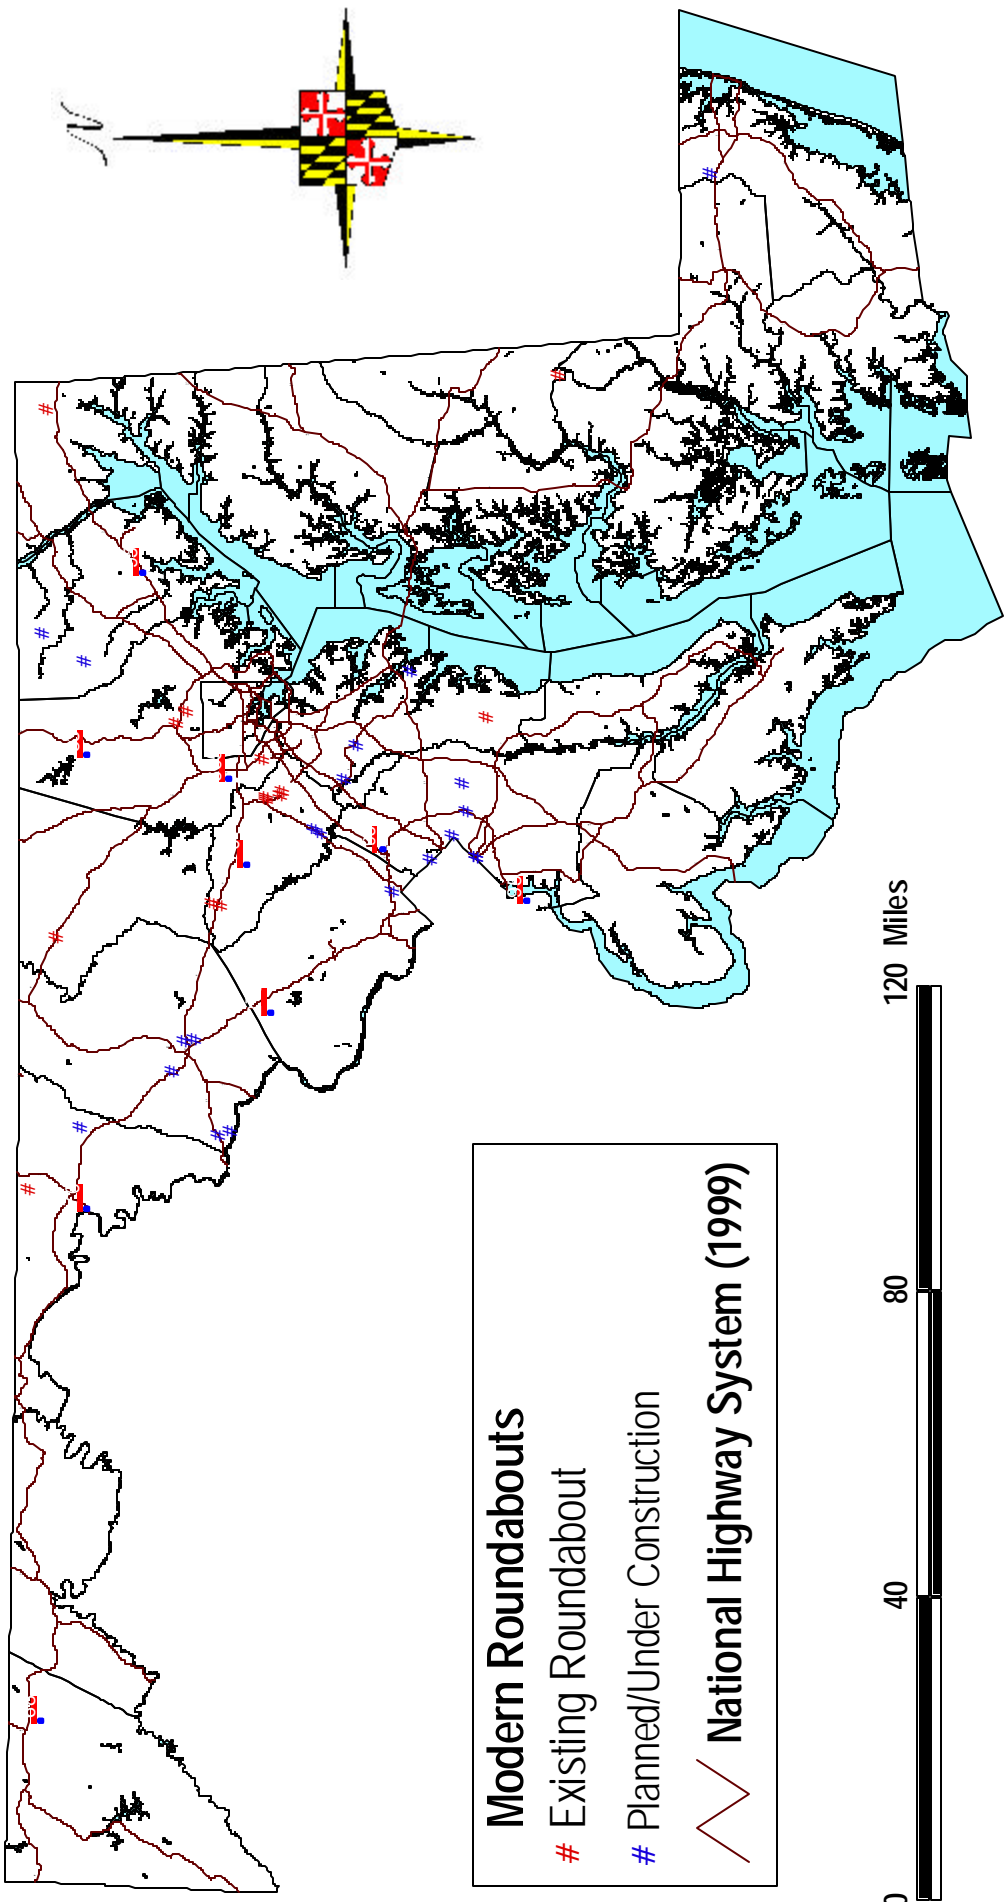 N
Modern Roundabouts
# Existing Roundabout
# Planned/Under Construction
National Highway System (1999)
0 40 80 120 Miles